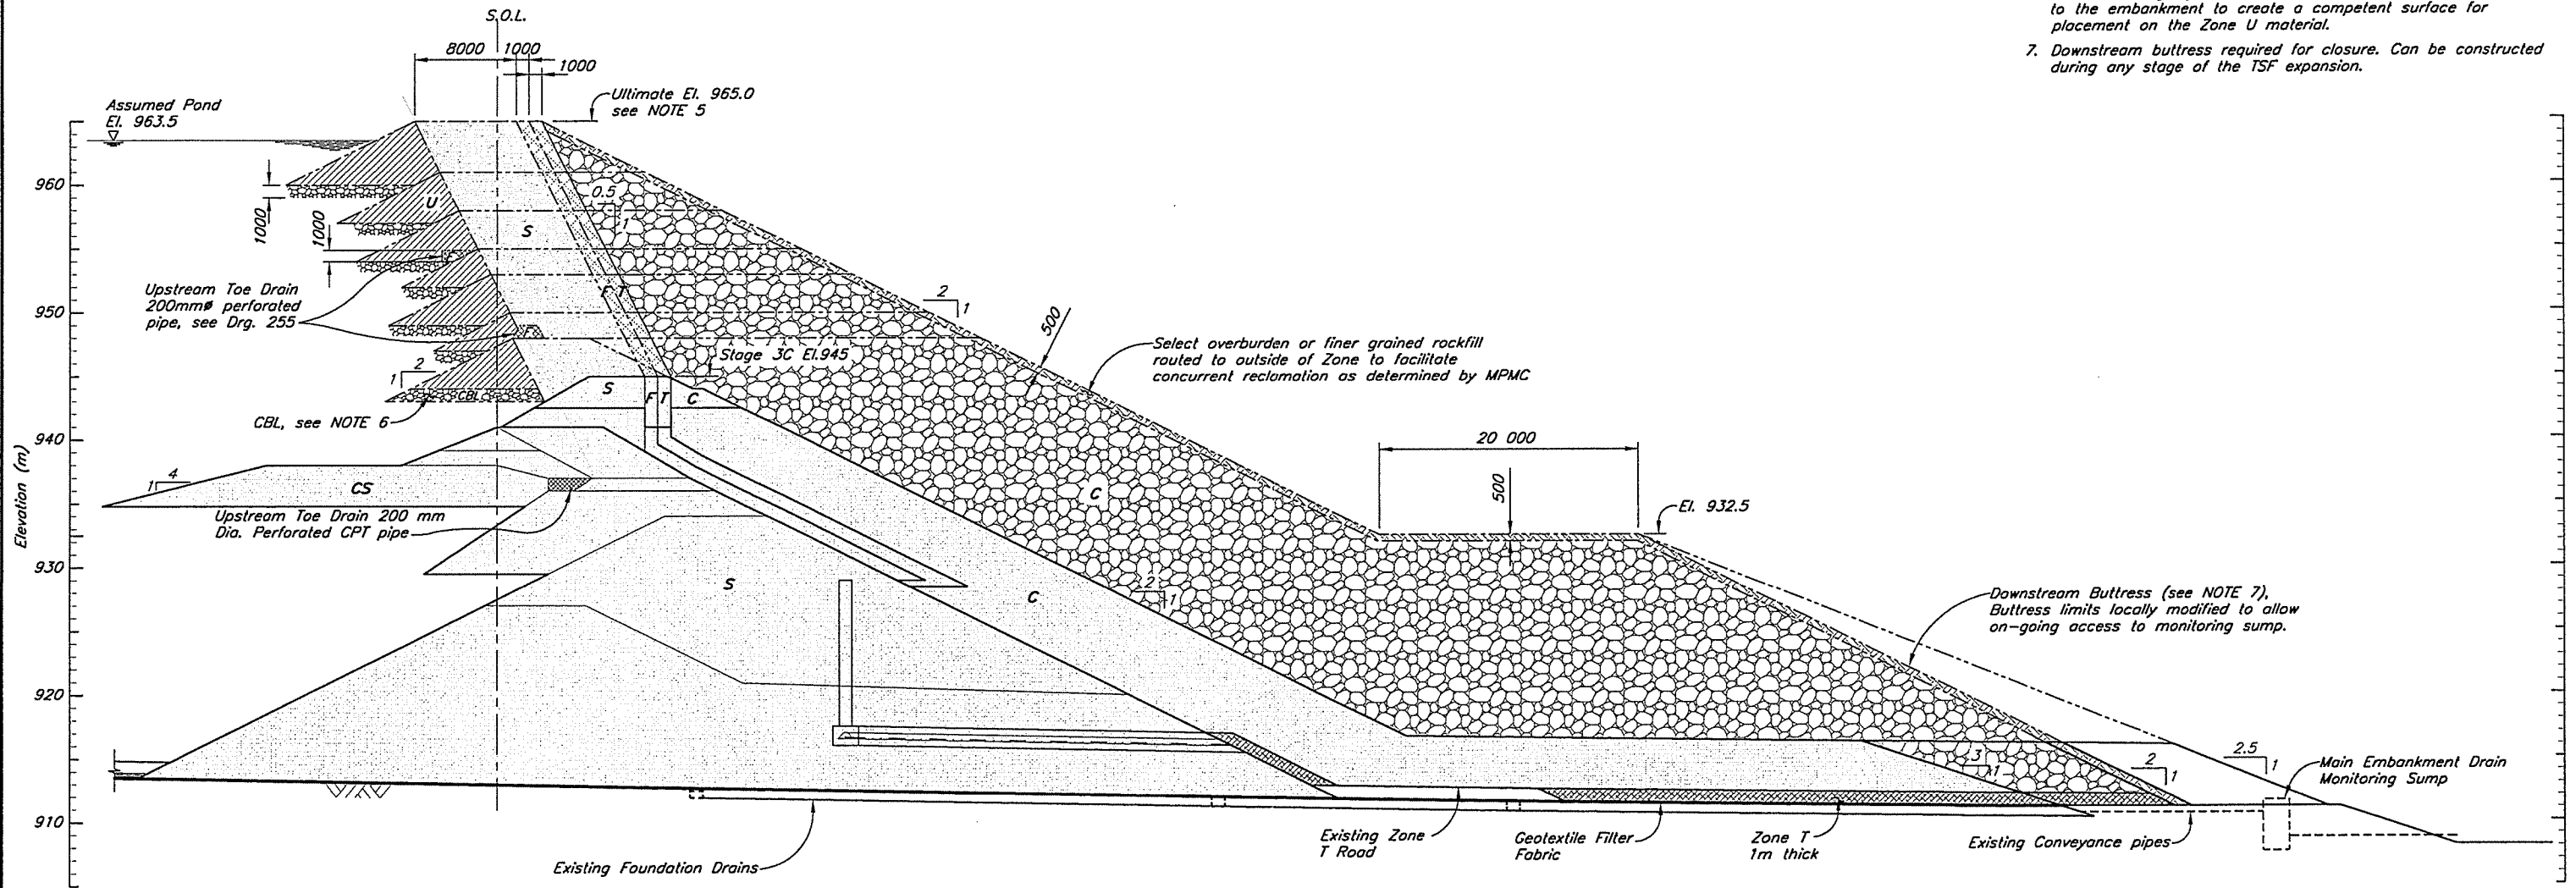 to the embankment to create a competent surface for
placement on the Zone U material.
7. Downstream buttress required for closure. Can be constructed
during any stage of the TSF expansion.
S.O.L.
8000
1000
1000
Assumed Pond
El. 963.5
Ultimate El. 965.0
see NOTE 5
960
950
940
930
920
910
Elevation (m)
1000
1000
U
S
0.5
1
Upstream Toe Drain
200mmø perforated
pipe, see Drg. 255
F T
2
1
500
Select overburden or finer grained rockfill
routed to outside of Zone to facilitate
concurrent reclamation as determined by MPMC
Stage 3C El.945
2
1
CBL
S
F T
C
CBL, see NOTE 6
20 000
500
El. 932.5
4
1
CS
C
Upstream Toe Drain 200 mm
Dia. Perforated CPT pipe
S
C
2
1
Downstream Buttress (see NOTE 7),
Buttress limits locally modified to allow
on-going access to monitoring sump.
3
1
2
1
2.5
1
Main Embankment Drain
Monitoring Sump
Existing Foundation Drains
Existing Zone
T Road
Geotextile Filter
Fabric
Zone T
1m thick
Existing Conveyance pipes